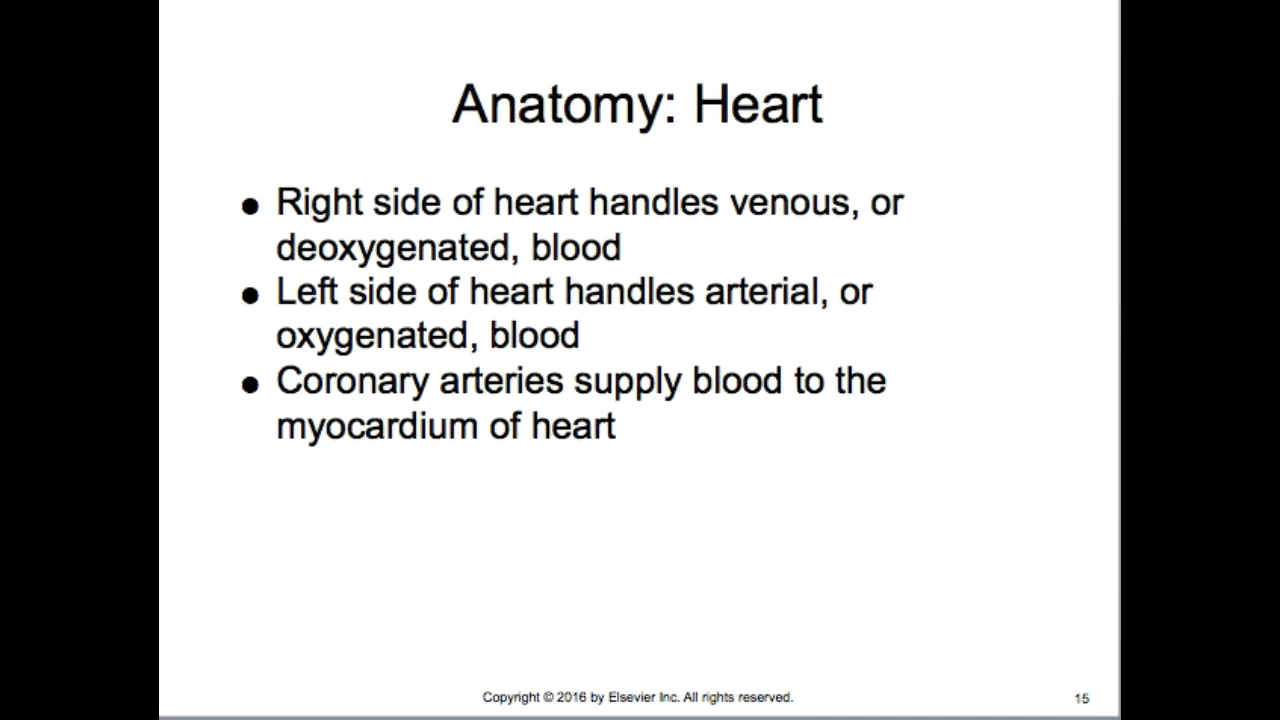 Anatomy: Heart
● Right side of heart handles venous, or
deoxygenated, blood
● Left side of heart handles arterial, or
oxygenated, blood
● Coronary arteries supply blood to the
myocardium of heart
Copyright © 2016 by Elsevier Inc. All rights reserved.
15